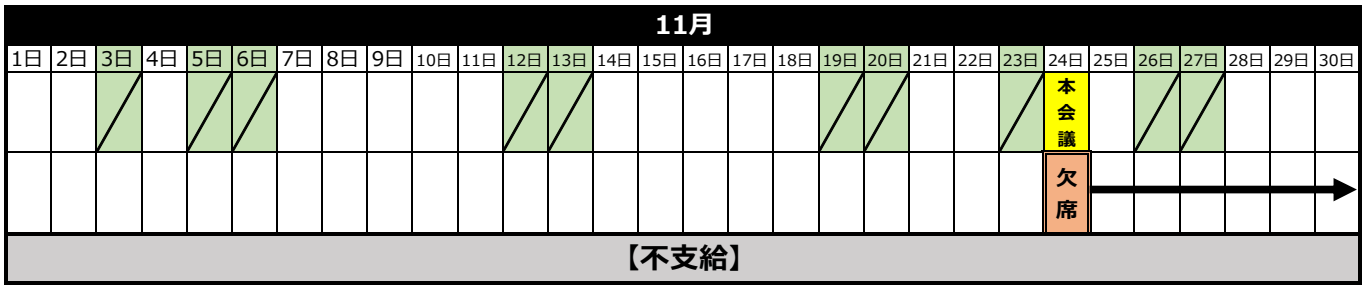 11月
1日 2日 3日 4日 5日 6日 7日 8日 9日 10日 11日 12日 13日 14日 15日 16日 17日 18日 19日 20日 21日 22日 23日 24日 25日 26日 27日 28日 29日 30日
本会議
欠席
【不支給】